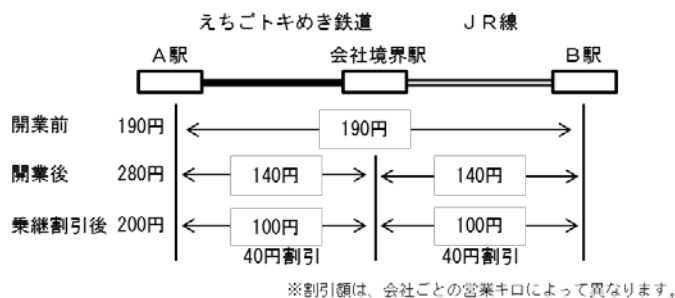 えちごトキめき鉄道 ＪＲ線
Ａ駅 会社境界駅 Ｂ駅
開業前 190円 190円
開業後 280円 140円 140円
乗継割引後 200円 100円 100円
40円割引 40円割引
※割引額は、会社ごとの営業キロによって異なります。